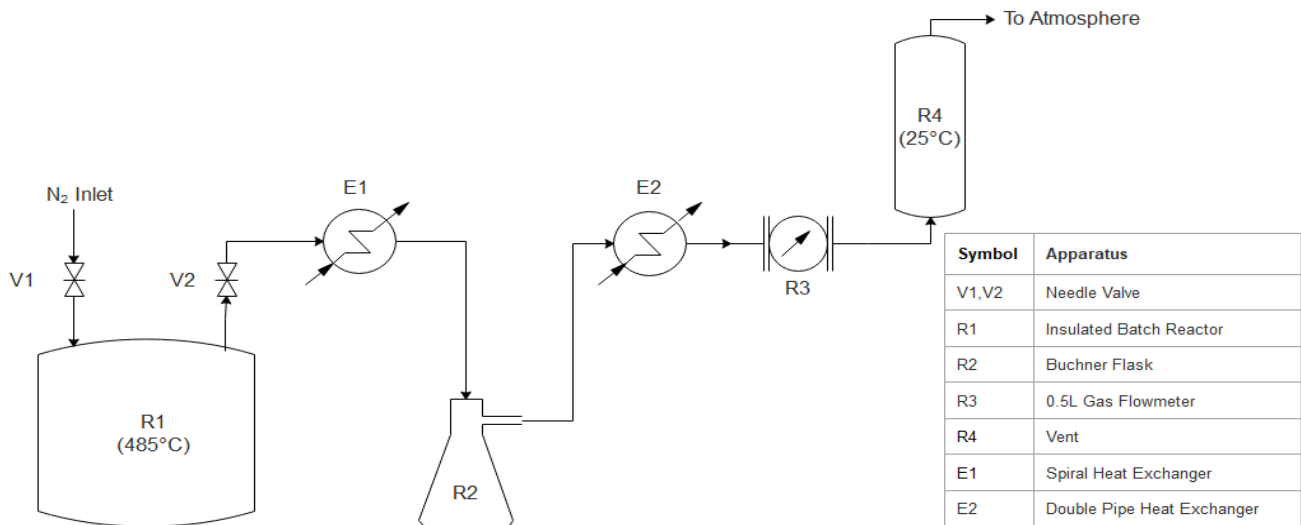 To Atmosphere
R4
(25°C)
N₂ Inlet
E1
E2
V1
V2
R3
R1
(485°C)
R2
Symbol Apparatus
V1,V2 Needle Valve
R1 Insulated Batch Reactor
R2 Buchner Flask
R3 0.5L Gas Flowmeter
R4 Vent
E1 Spiral Heat Exchanger
E2 Double Pipe Heat Exchanger